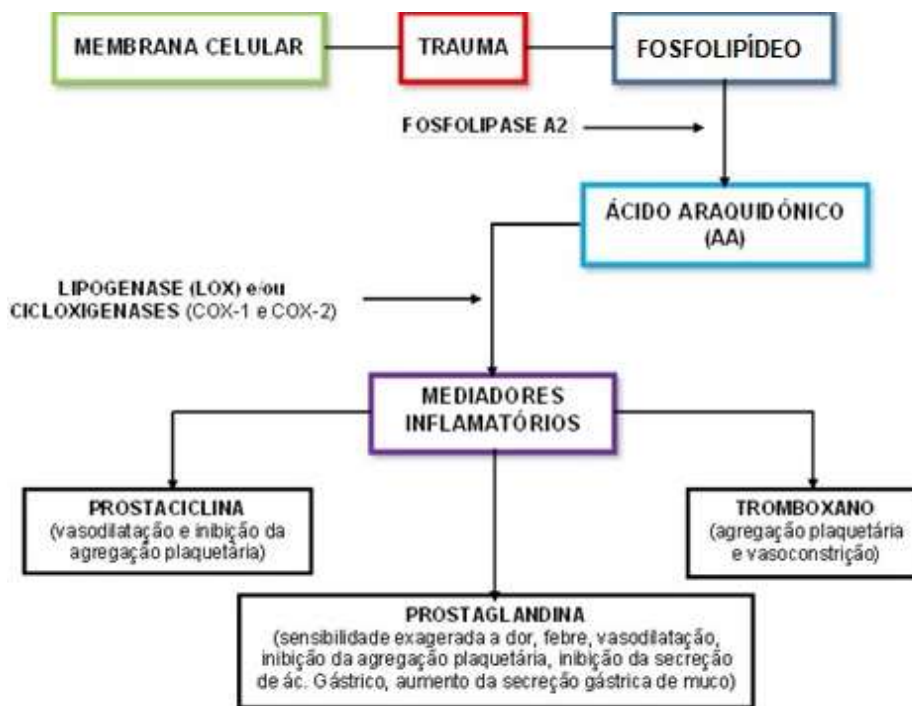 MEMBRANA CELULAR
TRAUMA
FOSFOLIPÍDEO
FOSFOLIPASE A2
ÁCIDO ARAQUIDÓNICO
(AA)
LIPOGENASE (LOX) e/ou
CICLOXIGENASES (COX-1 e COX-2)
MEDIADORES
INFLAMATÓRIOS
PROSTACICLINA
(vasodilatação e inibição da
agregação plaquetária)
TROMBOXANO
(agregação plaquetária
e vasoconstrição)
PROSTAGLANDINA
(sensibilidade exagerada a dor, febre, vasodilatação,
inibição da agregação plaquetária, inibição da secreção
de ác. Gástrico, aumento da secreção gástrica de muco)